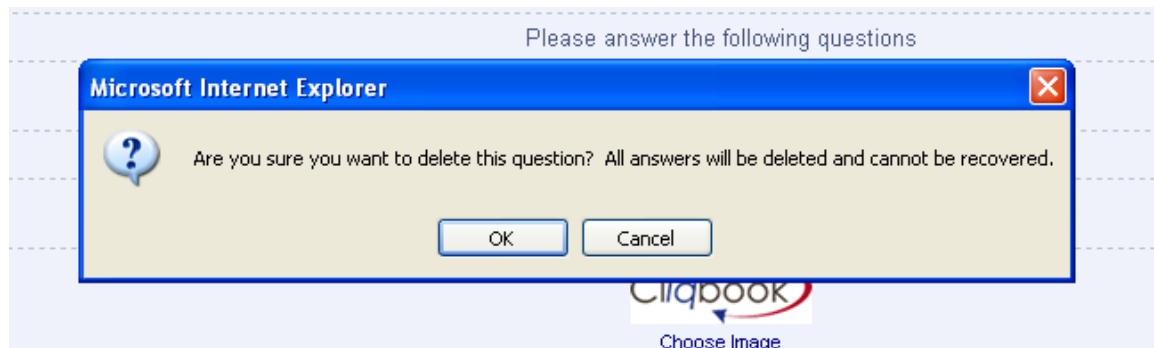 Please answer the following questions
Microsoft Internet Explorer
Are you sure you want to delete this question?  All answers will be deleted and cannot be recovered.
OK
Cancel
Cliqbook
Choose Image